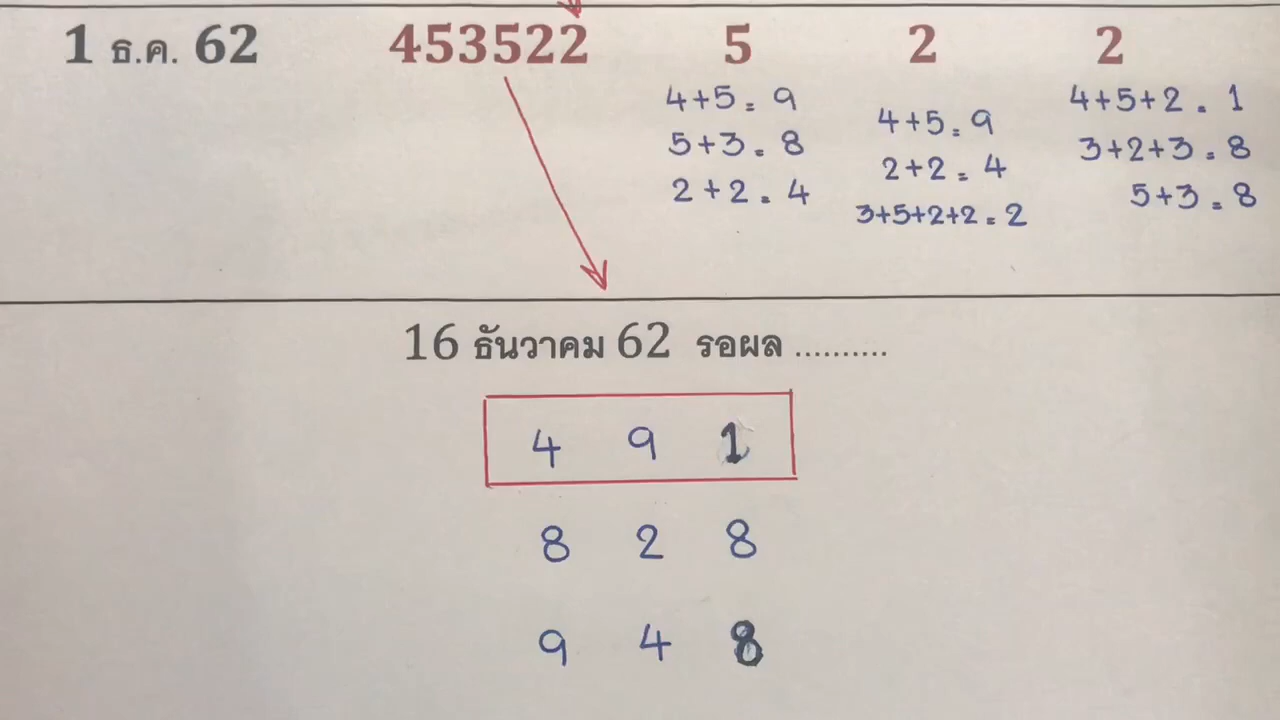 1 ธ.ค. 62 453522 5 2 2
4+5=9 4+5=9 4+5+2=1
5+3=8 2+2=4 3+2+3=8
2+2=4 3+5+2+2=2 5+3=8
16 ธันวาคม 62 รอผล ..........
4 9 1
8 2 8
9 4 8